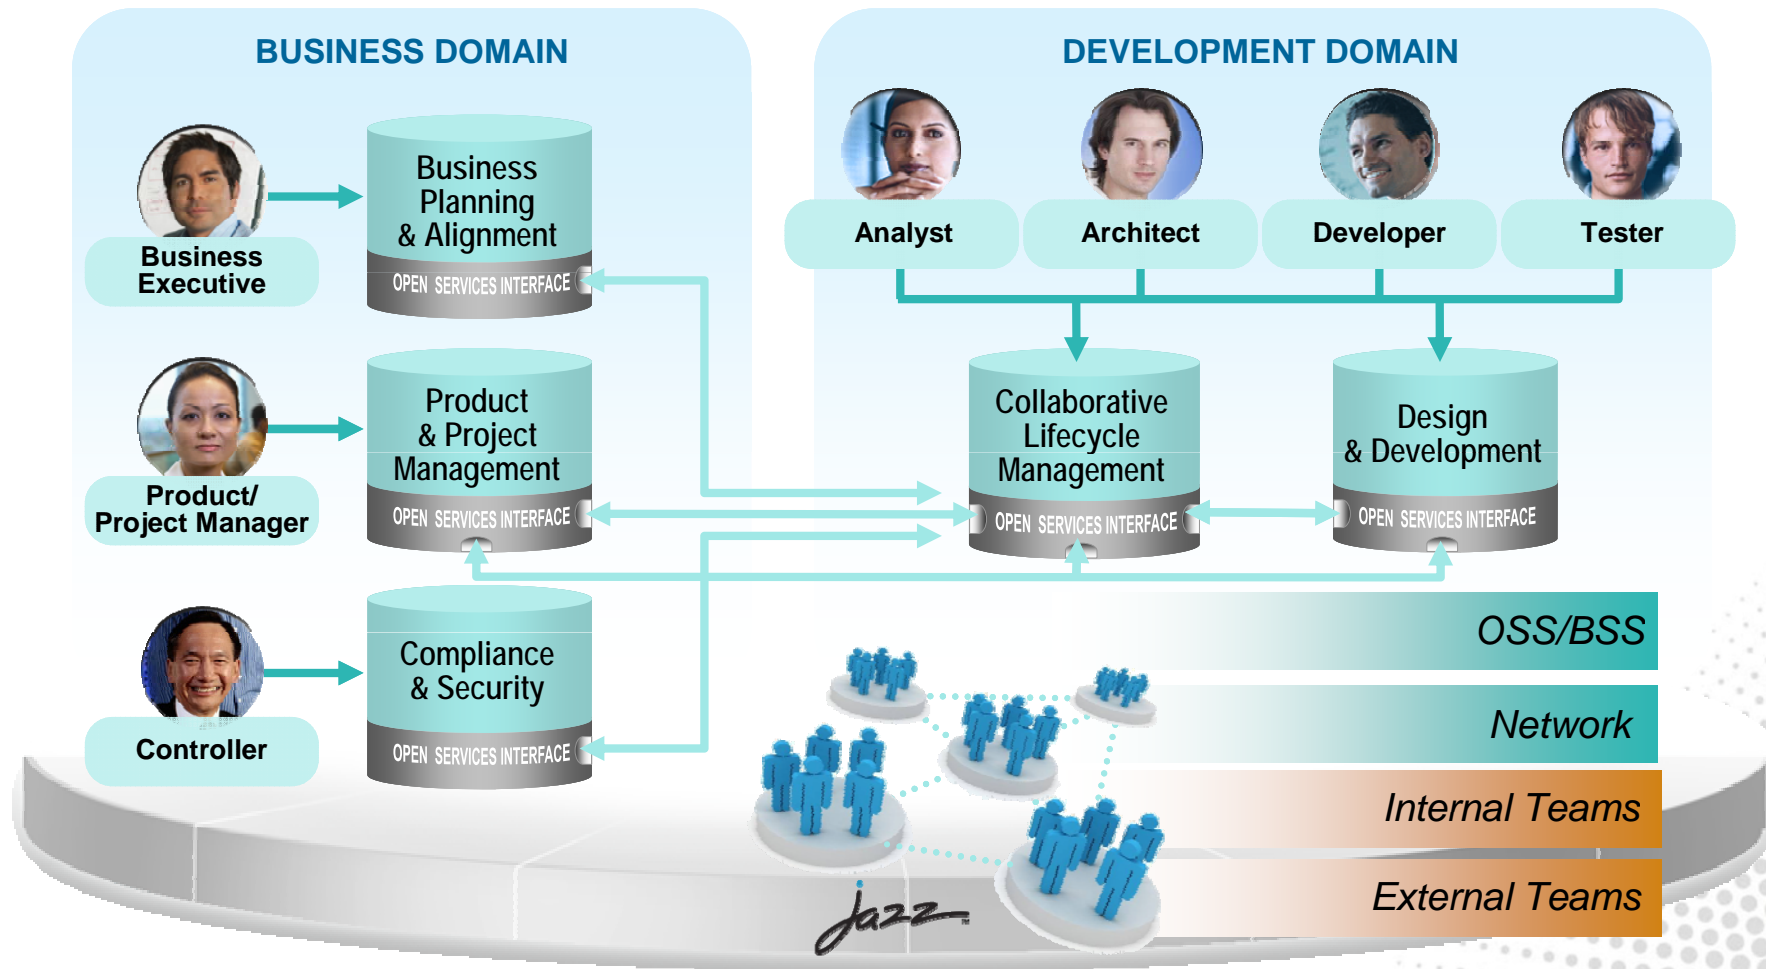 BUSINESS DOMAIN
Business
Executive
Business
Planning
& Alignment
OPEN SERVICES INTERFACE
Product/
Project Manager
Product
& Project
Management
OPEN SERVICES INTERFACE
Controller
Compliance
& Security
OPEN SERVICES INTERFACE
DEVELOPMENT DOMAIN
Analyst
Architect
Developer
Tester
Collaborative
Lifecycle
Management
OPEN SERVICES INTERFACE
Design
& Development
OPEN SERVICES INTERFACE
OSS/BSS
Network
Internal Teams
External Teams
jazz TM